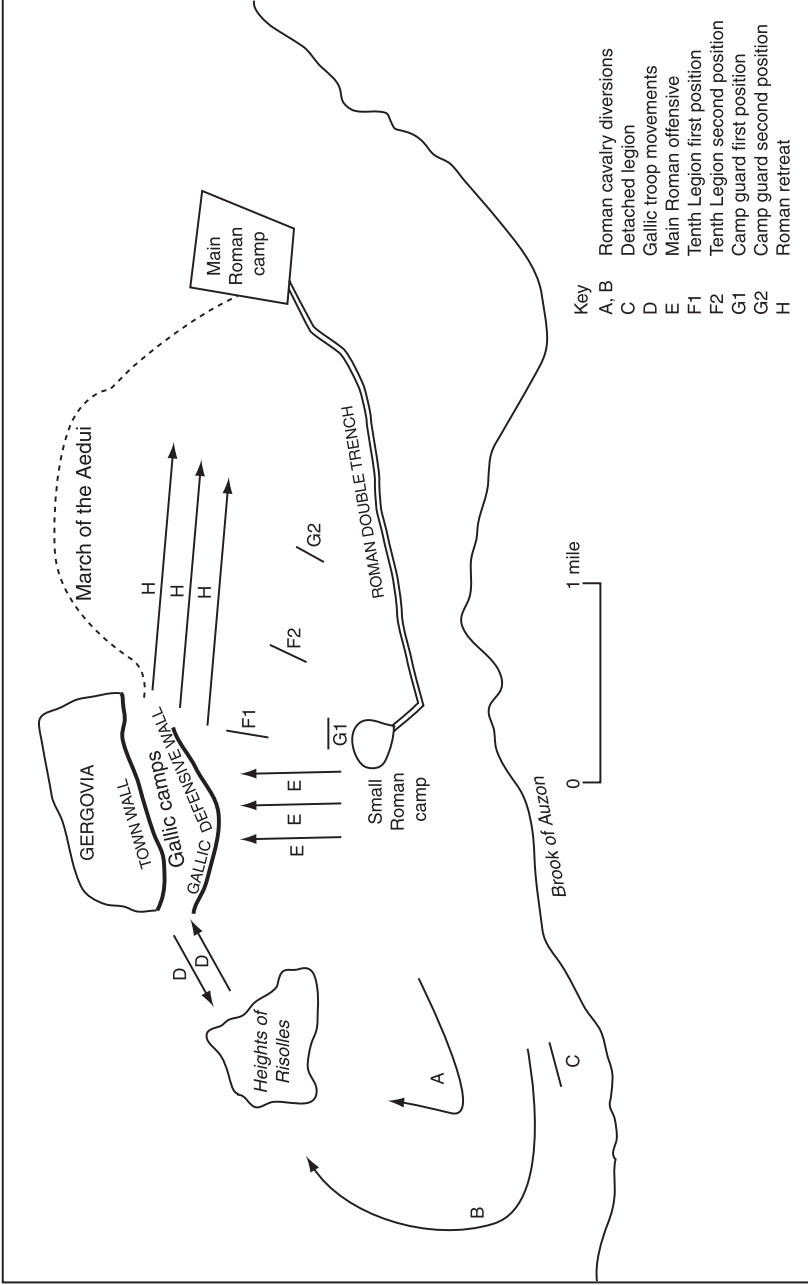 GERGOVIA
TOWN WALL
Gallic camps
GALLIC DEFENSIVE WALL
March of the Aedui
Main
Roman
camp
D
D
Heights of
Risolles
H
H
H
E
E
E
F1
F2
G1
G2
Small
Roman
camp
ROMAN DOUBLE TRENCH
A
B
C
Brook of Auzon
0
1 mile
Key
A, B Roman cavalry diversions
C Detached legion
D Gallic troop movements
E Main Roman offensive
F1 Tenth Legion first position
F2 Tenth Legion second position
G1 Camp guard first position
G2 Camp guard second position
H Roman retreat